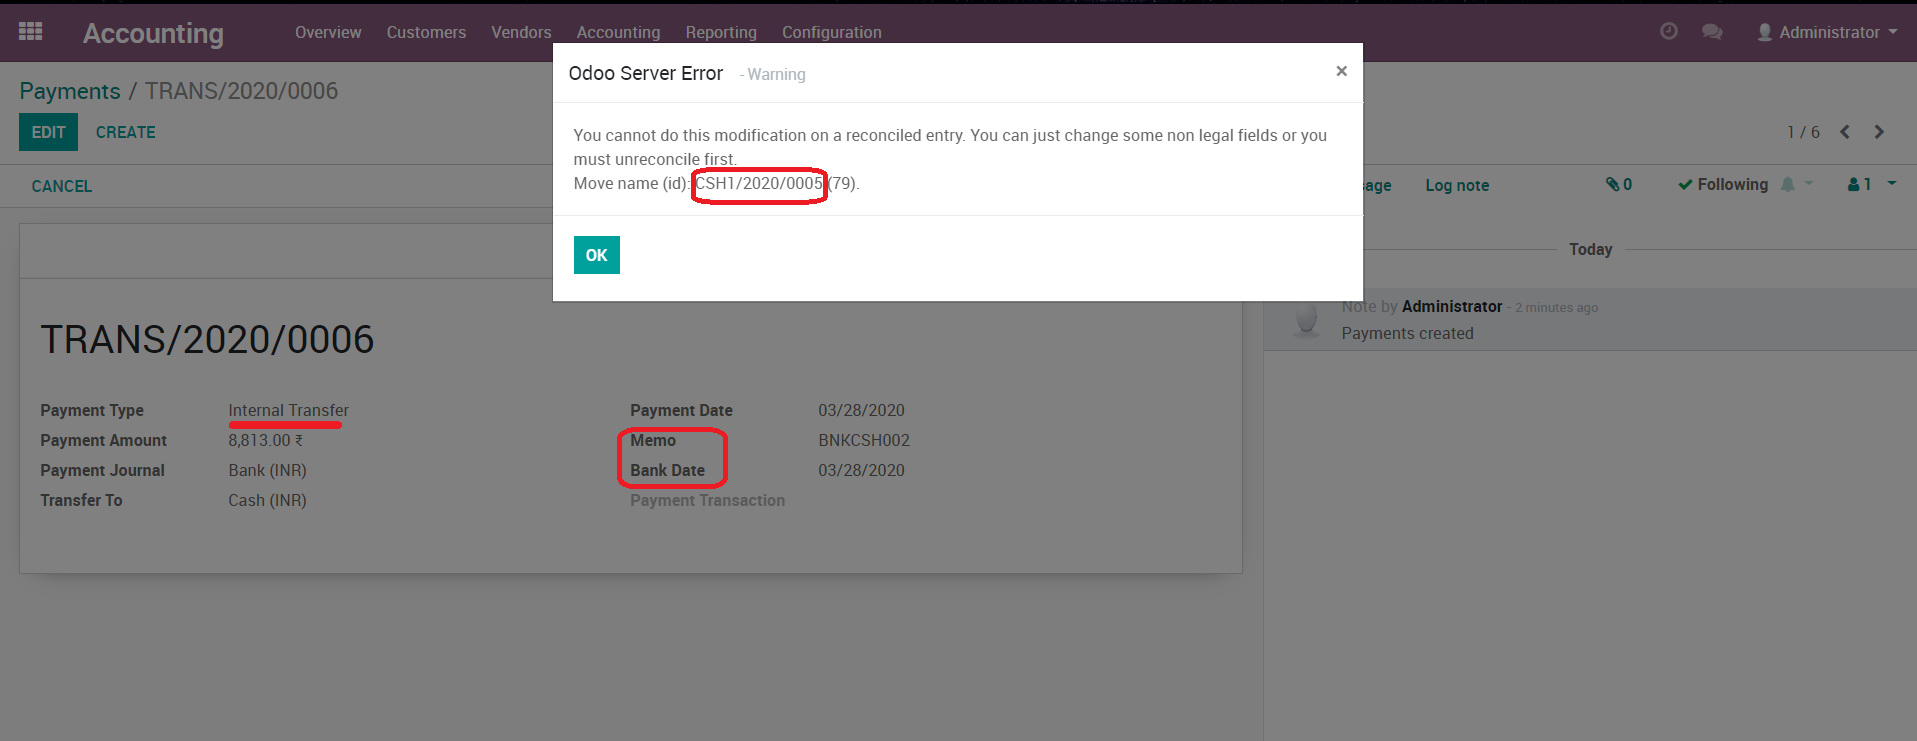 Accounting Overview Customers Vendors Accounting Reporting Configuration Administrator
Payments / TRANS/2020/0006
EDIT CREATE
1 / 6
Odoo Server Error - Warning ×
You cannot do this modification on a reconciled entry. You can just change some non legal fields or you
must unreconcile first.
Move name (id): CSH1/2020/0005 (79).
OK
CANCEL
sage Log note 0 Following 1
Today
Note by Administrator - 2 minutes ago
Payments created
TRANS/2020/0006
Payment Type Internal Transfer
Payment Amount 8,813.00 ₹
Payment Journal Bank (INR)
Transfer To Cash (INR)
Payment Date 03/28/2020
Memo BNKCSH002
Bank Date 03/28/2020
Payment Transaction